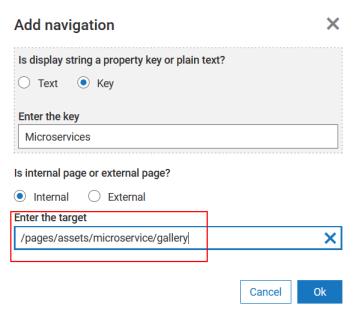 Add navigation
Is display string a property key or plain text?
Text Key
Enter the key
Microservices
Is internal page or external page?
Internal External
Enter the target
/pages/assets/microservice/gallery
Cancel Ok